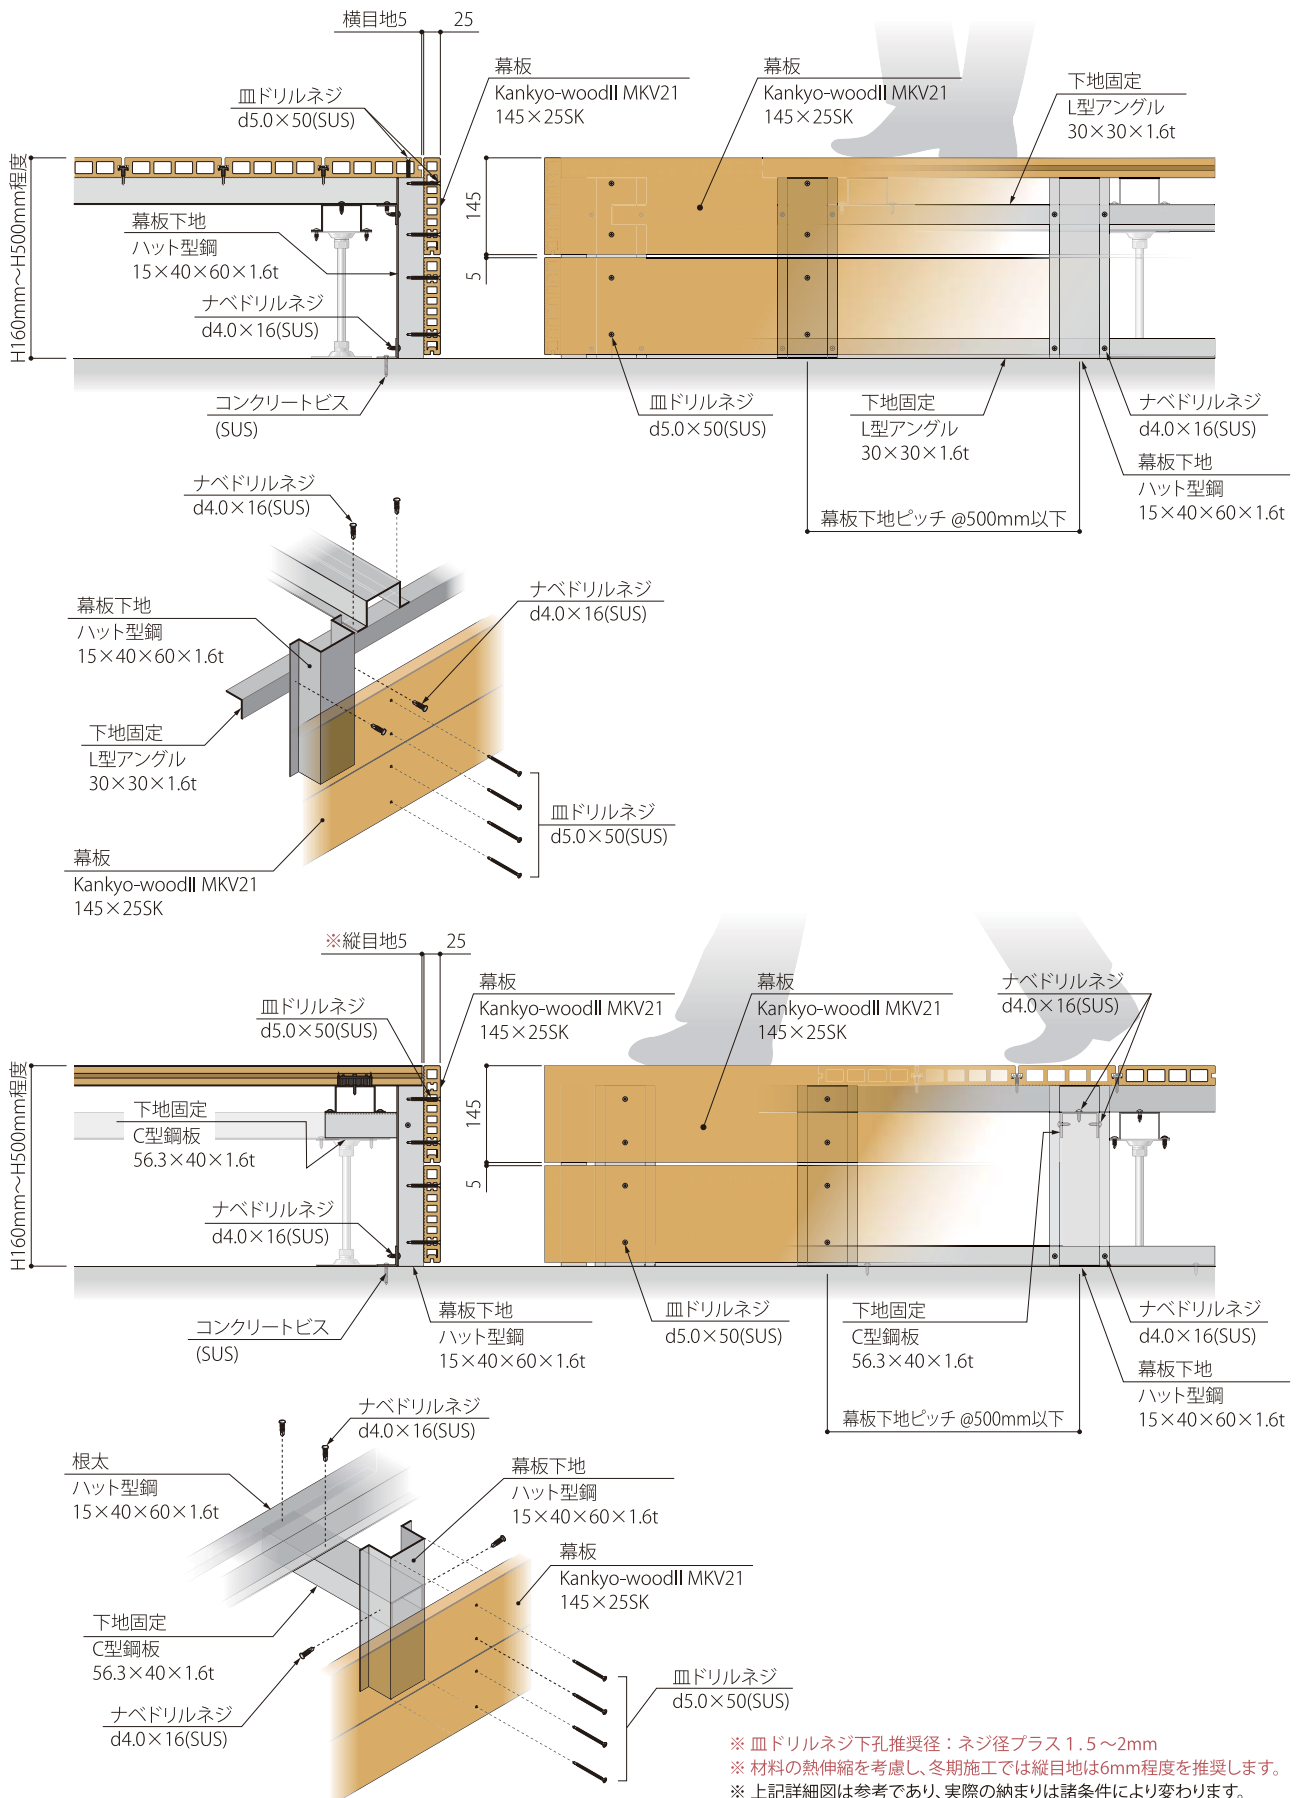 横目地5
25
幕板
Kankyo-woodII MKV21
145×25SK
皿ドリルネジ
d5.0×50(SUS)
幕板
Kankyo-woodII MKV21
145×25SK
下地固定
L型アングル
30×30×1.6t
H160mm～H500mm程度
145
5
幕板下地
ハット型鋼
15×40×60×1.6t
ナベドリルネジ
d4.0×16(SUS)
コンクリートビス
(SUS)
皿ドリルネジ
d5.0×50(SUS)
下地固定
L型アングル
30×30×1.6t
ナベドリルネジ
d4.0×16(SUS)
幕板下地
ハット型鋼
15×40×60×1.6t
幕板下地ピッチ @500mm以下
ナベドリルネジ
d4.0×16(SUS)
ナベドリルネジ
d4.0×16(SUS)
幕板下地
ハット型鋼
15×40×60×1.6t
下地固定
L型アングル
30×30×1.6t
皿ドリルネジ
d5.0×50(SUS)
幕板
Kankyo-woodII MKV21
145×25SK
※縦目地5
25
幕板
Kankyo-woodII MKV21
145×25SK
皿ドリルネジ
d5.0×50(SUS)
幕板
Kankyo-woodII MKV21
145×25SK
ナベドリルネジ
d4.0×16(SUS)
H160mm～H500mm程度
145
5
下地固定
C型鋼板
56.3×40×1.6t
ナベドリルネジ
d4.0×16(SUS)
コンクリートビス
(SUS)
幕板下地
ハット型鋼
15×40×60×1.6t
皿ドリルネジ
d5.0×50(SUS)
下地固定
C型鋼板
56.3×40×1.6t
ナベドリルネジ
d4.0×16(SUS)
幕板下地
ハット型鋼
15×40×60×1.6t
幕板下地ピッチ @500mm以下
ナベドリルネジ
d4.0×16(SUS)
根太
ハット型鋼
15×40×60×1.6t
幕板下地
ハット型鋼
15×40×60×1.6t
幕板
Kankyo-woodII MKV21
145×25SK
下地固定
C型鋼板
56.3×40×1.6t
ナベドリルネジ
d4.0×16(SUS)
皿ドリルネジ
d5.0×50(SUS)
※ 皿ドリルネジ下孔推奨径：ネジ径プラス 1.5～2mm
※ 材料の熱伸縮を考慮し、冬期施工では縦目地は6mm程度を推奨します。
※ 上記詳細図は参考であり、実際の納まりは諸条件により変わります。